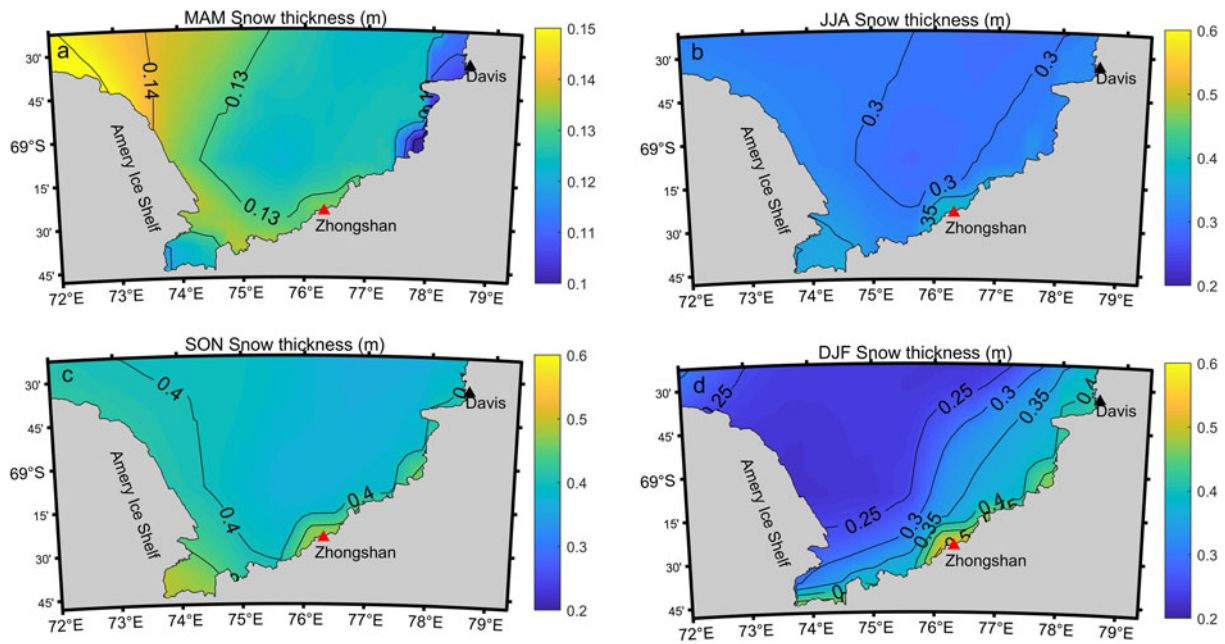 MAM Snow thickness (m)
a
30'
45'
69°S
15'
30'
45'
72°E
73°E
74°E
75°E
76°E
77°E
78°E
79°E
0.14
0.13
0.13
Davis
Amery Ice Shelf
Zhongshan
0.15
0.14
0.13
0.12
0.11
0.1
JJA Snow thickness (m)
b
30'
45'
69°S
15'
30'
45'
72°E
73°E
74°E
75°E
76°E
77°E
78°E
79°E
0.3
0.3
0.3
35
Davis
Amery Ice Shelf
Zhongshan
0.6
0.5
0.4
0.3
0.2
SON Snow thickness (m)
c
30'
45'
69°S
15'
30'
45'
72°E
73°E
74°E
75°E
76°E
77°E
78°E
79°E
0.4
0.4
0.4
Davis
Amery Ice Shelf
Zhongshan
0.6
0.5
0.4
0.3
0.2
DJF Snow thickness (m)
d
30'
45'
69°S
15'
30'
45'
72°E
73°E
74°E
75°E
76°E
77°E
78°E
79°E
0.25
0.25
0.3
0.35
0.4
0.25
0.3
0.35
0.4
Davis
Amery Ice Shelf
Zhongshan
0.6
0.5
0.4
0.3
0.2